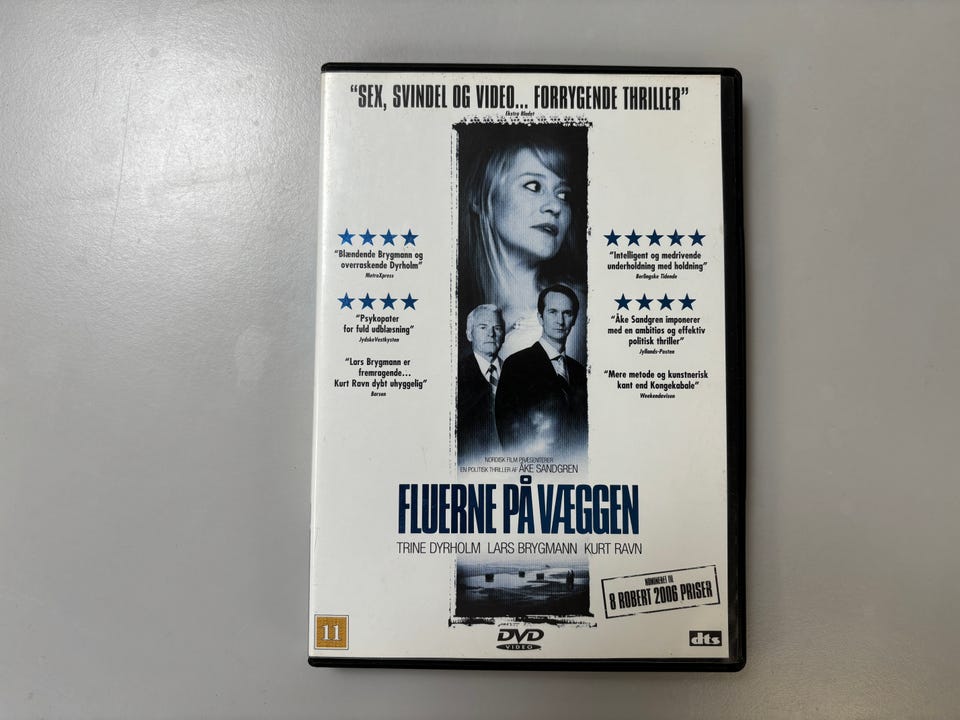 "SEX, SVINDEL OG VIDEO... FORRYGENDE THRILLER"
Ekstra Bladet
"Blændende Brygmann og
overraskende Dyrholm"
MetroXpress
"Psykopater
for fuld udblæsning"
JydskeVestkysten
"Lars Brygmann er
fremragende...
Kurt Ravn dybt uhyggelig"
Børsen
"Intelligent og medrivende
underholdning med holdning"
Berlingske Tidende
"Åke Sandgren imponerer
med en ambitiøs og effektiv
politisk thriller"
Jyllands-Posten
"Mere metode og kunstnerisk
kant end Kongekabale"
Weekendavisen
NORDISK FILM PRÆSENTERER
EN POLITISK THRILLER AF ÅKE SANDGREN
FLUERNE PÅ VÆGGEN
TRINE DYRHOLM LARS BRYGMANN KURT RAVN
NOMINERET TIL
8 ROBERT 2006 PRISER
11
DVD
VIDEO
dts